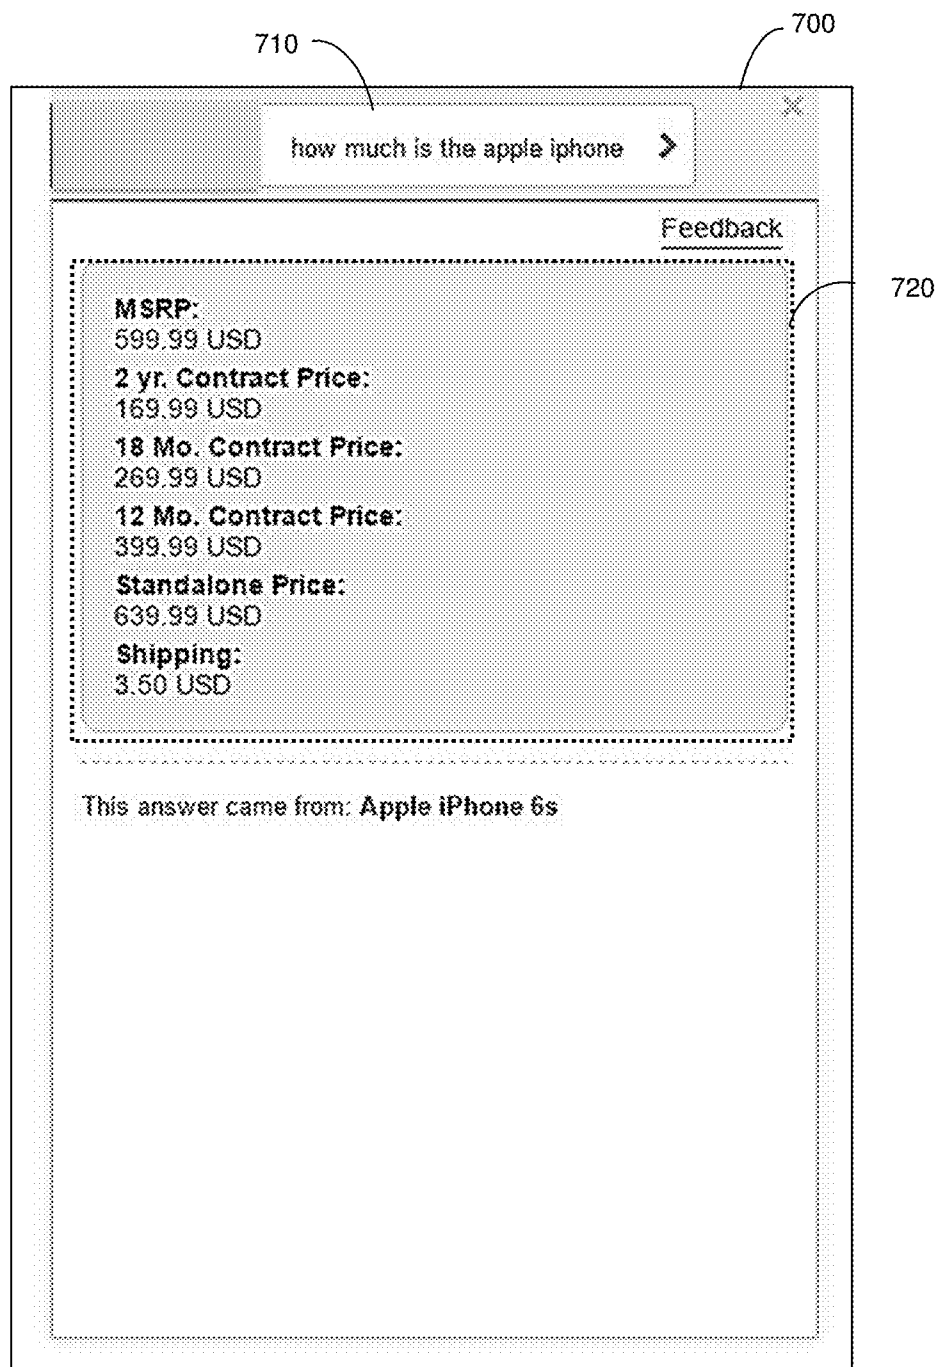 700
710
how much is the apple iphone
Feedback
720
MSRP:
599.99 USD
2 yr. Contract Price:
169.99 USD
18 Mo. Contract Price:
269.99 USD
12 Mo. Contract Price:
399.99 USD
Standalone Price:
639.99 USD
Shipping:
3.50 USD
This answer came from: Apple iPhone 6s